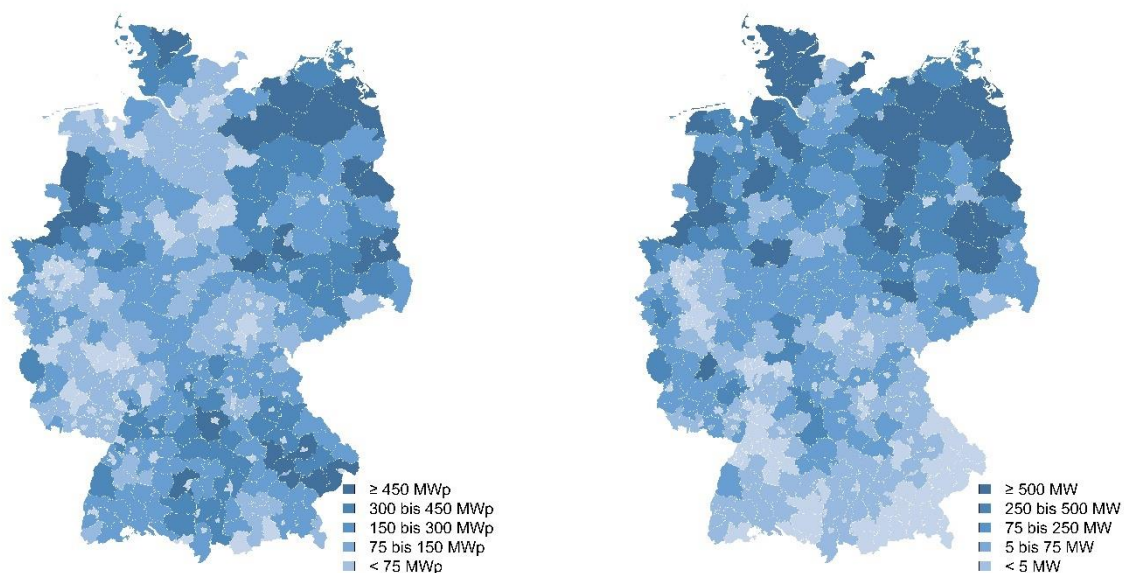 ≥ 450 MWp
300 bis 450 MWp
150 bis 300 MWp
75 bis 150 MWp
< 75 MWp
≥ 500 MW
250 bis 500 MW
75 bis 250 MW
5 bis 75 MW
< 5 MW